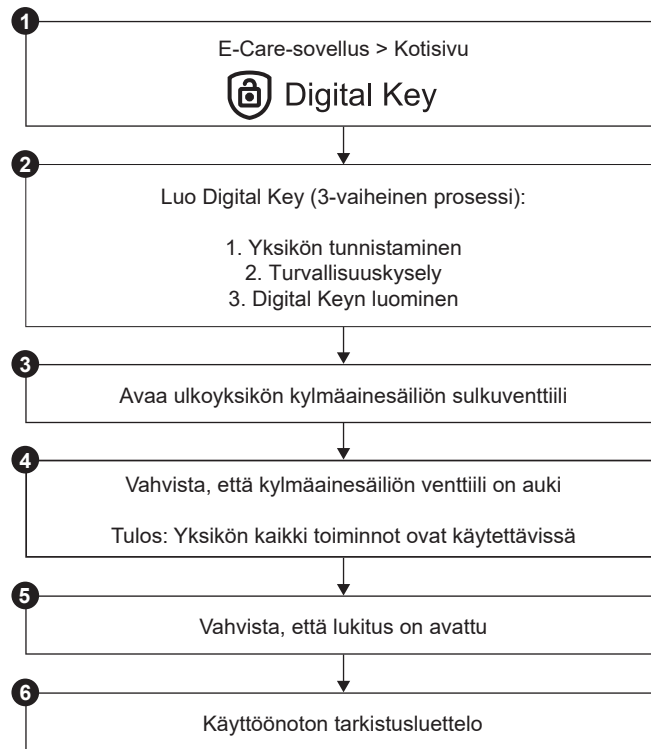 1
E-Care-sovellus > Kotisivu
Digital Key
2
Luo Digital Key (3-vaiheinen prosessi):
1. Yksikön tunnistaminen
2. Turvallisuuskysely
3. Digital Keyn luominen
3
Avaa ulkoyksikön kylmäainesäiliön sulkuventtiili
4
Vahvista, että kylmäainesäiliön venttiili on auki
Tulos: Yksikön kaikki toiminnot ovat käytettävissä
5
Vahvista, että lukitus on avattu
6
Käyttöönoton tarkistusluettelo